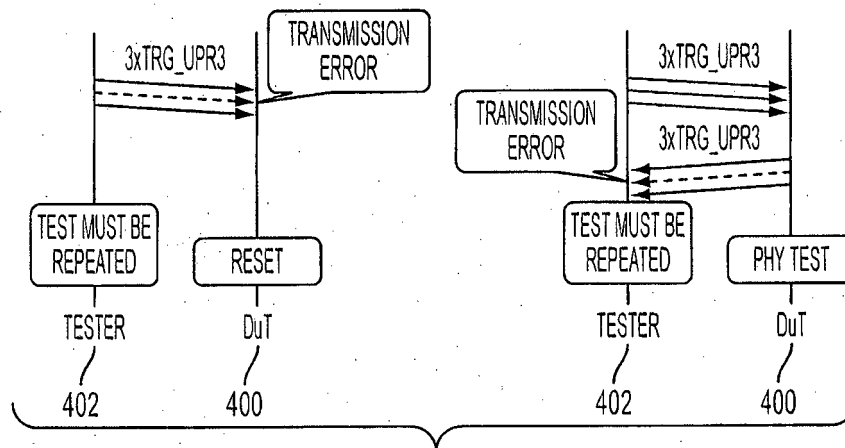 3xTRG_UPR3
TRANSMISSION
ERROR
TEST MUST BE
REPEATED
RESET
TESTER
DuT
402
400
3xTRG_UPR3
TRANSMISSION
ERROR
3xTRG_UPR3
TEST MUST BE
REPEATED
PHY TEST
TESTER
DuT
402
400